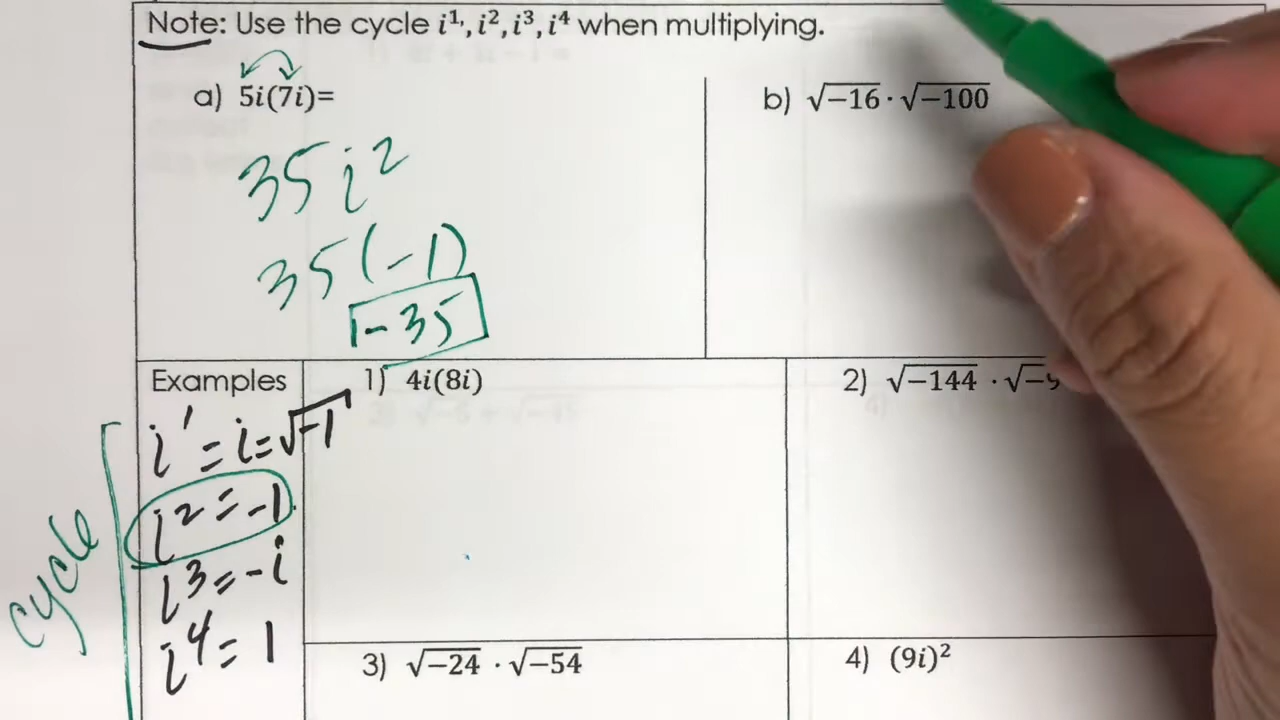 Note: Use the cycle i¹, i², i³, i⁴ when multiplying.
a) 5i(7i)=
35i²
35(-1)
-35
b) √-16 · √-100
Examples
i' = i = √-1
i² = -1
i³ = -i
i⁴ = 1
cycle
1) 4i(8i)
2) √-144 · √-9
3) √-24 · √-54
4) (9i)²